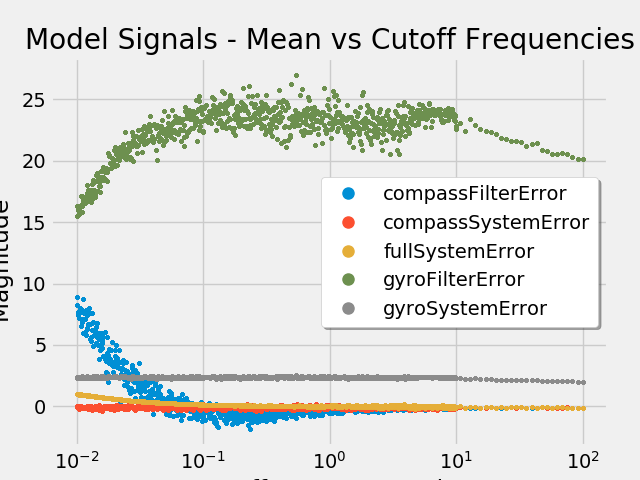 Model Signals - Mean vs Cutoff Frequencies
Magnitude
25
20
15
10
5
0
compassFilterError
compassSystemError
fullSystemError
gyroFilterError
gyroSystemError
10⁻² 10⁻¹ 10⁰ 10¹ 10²